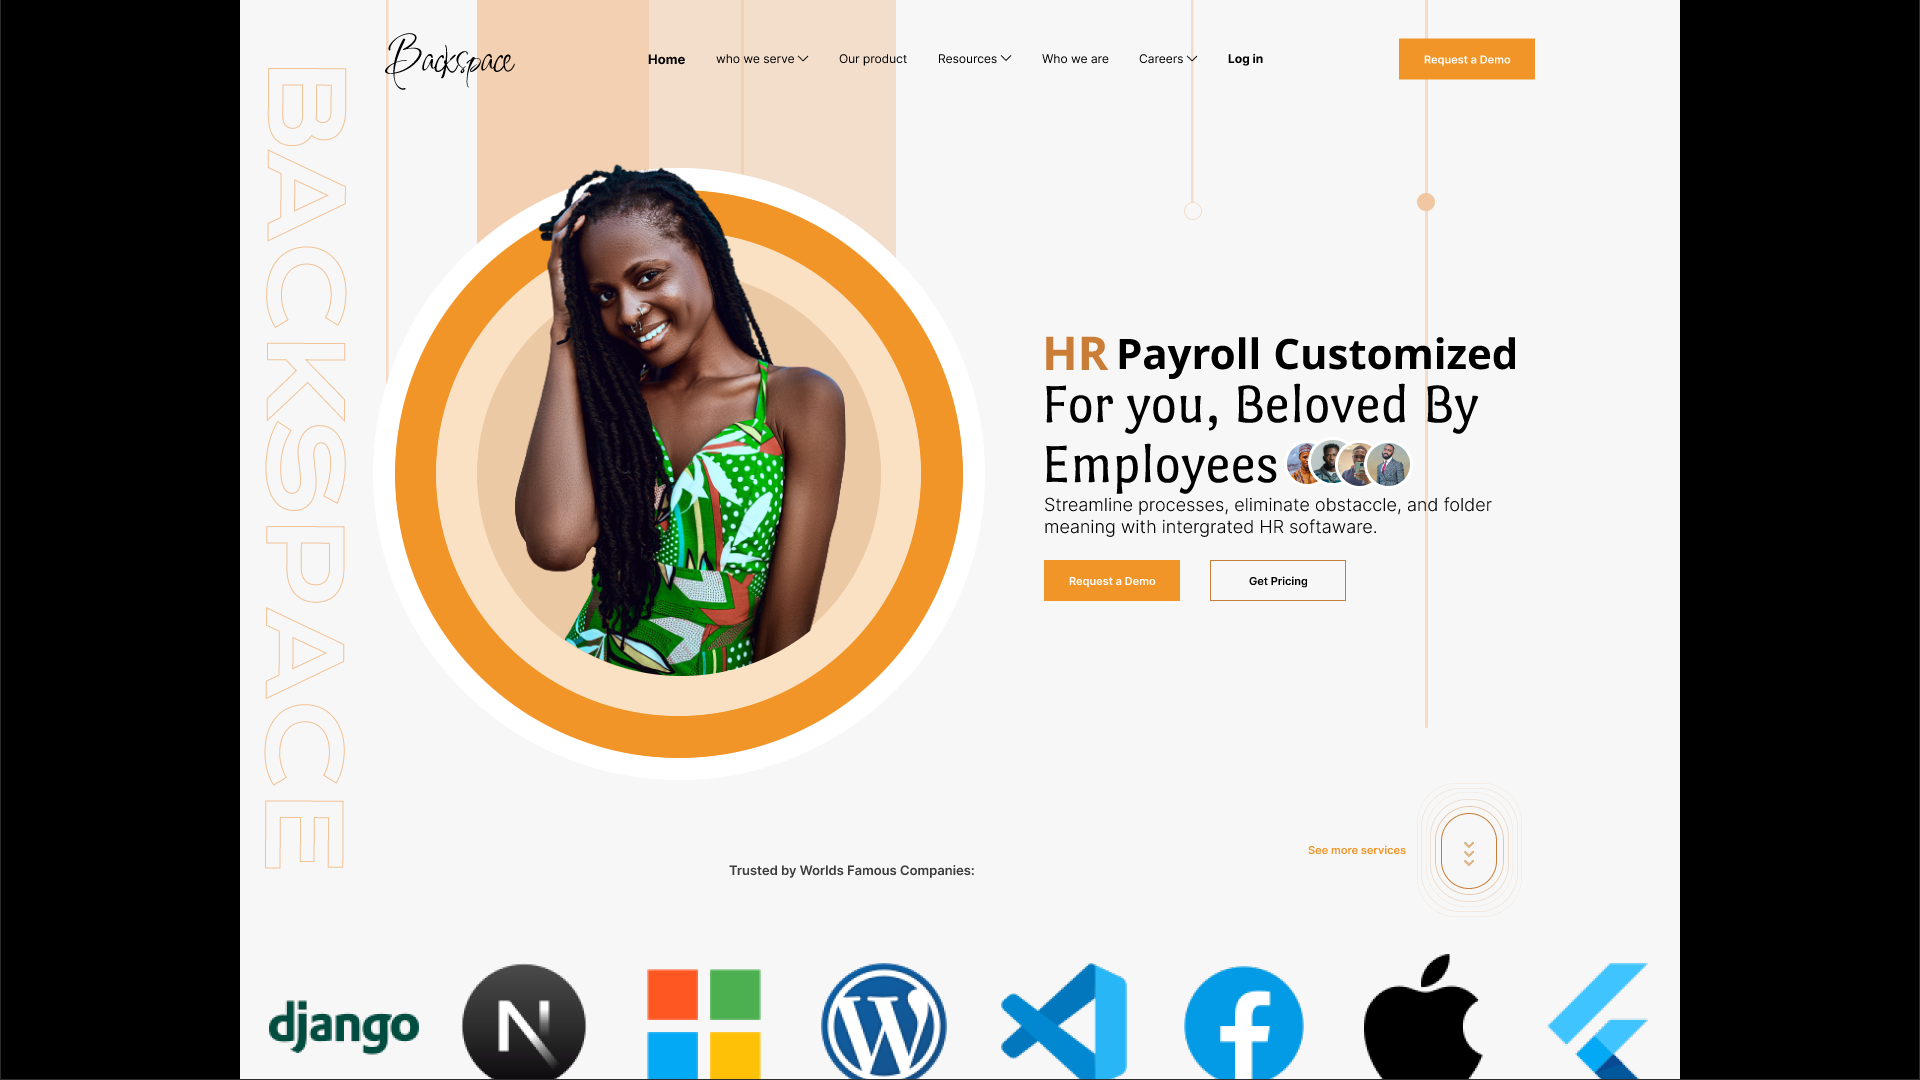 Backspace
Home
who we serve
Our product
Resources
Who we are
Careers
Log in
Request a Demo
BACKSPACE
HR Payroll Customized
For you, Beloved By
Employees
Streamline processes, eliminate obstaccle, and folder
meaning with intergrated HR softaware.
Request a Demo
Get Pricing
See more services
Trusted by Worlds Famous Companies:
django